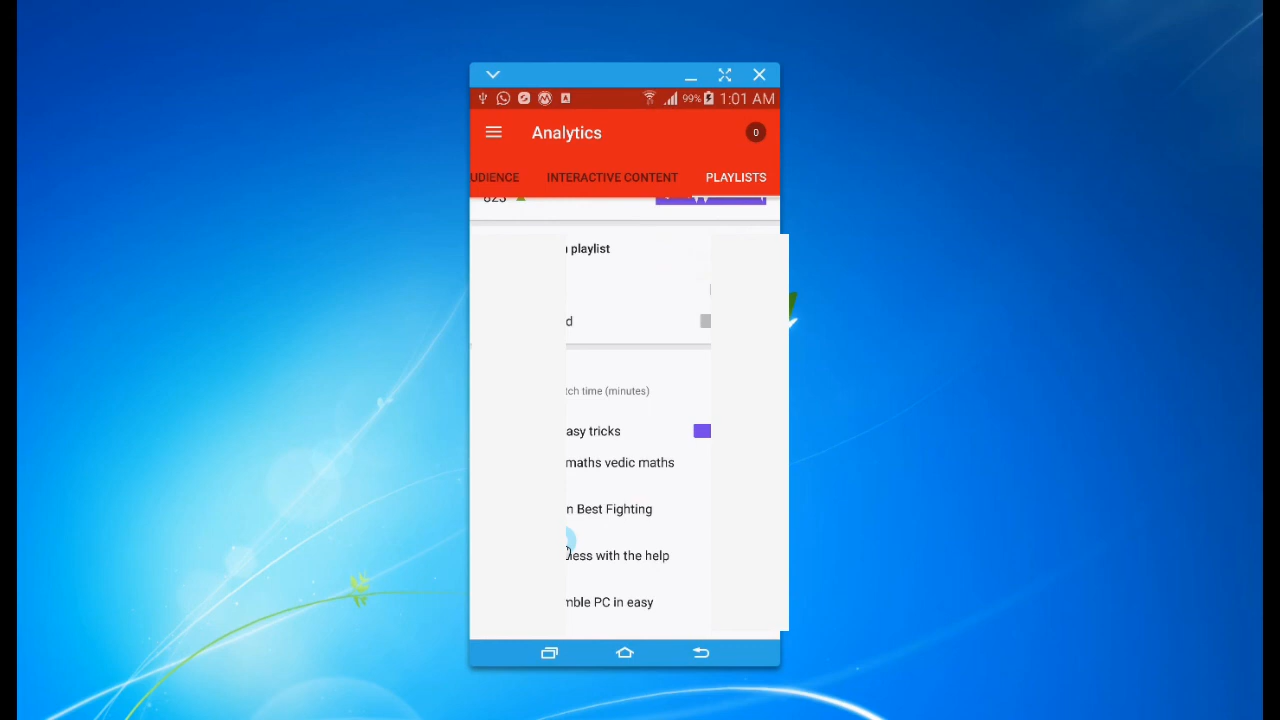 99% 1:01 AM
Analytics 0
UDIENCE INTERACTIVE CONTENT PLAYLISTS
823
playlist
d
tch time (minutes)
asy tricks
maths vedic maths
n Best Fighting
with the help
mble PC in easy